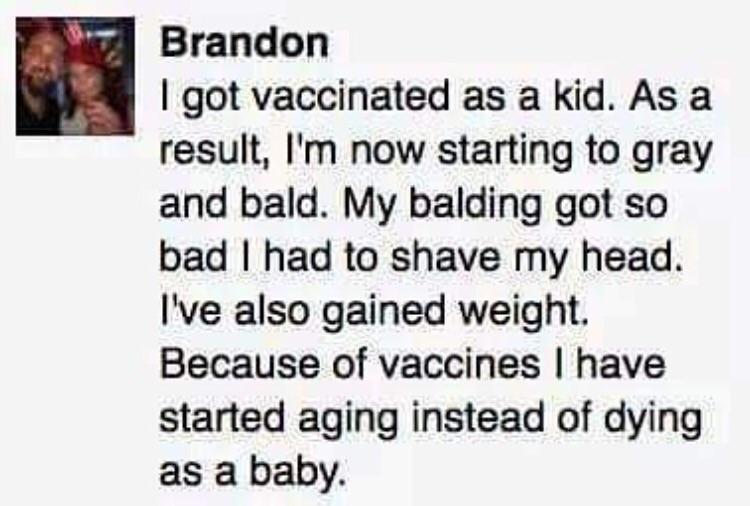 Brandon
I got vaccinated as a kid. As a
result, I'm now starting to gray
and bald. My balding got so
bad I had to shave my head.
I've also gained weight.
Because of vaccines I have
started aging instead of dying
as a baby.